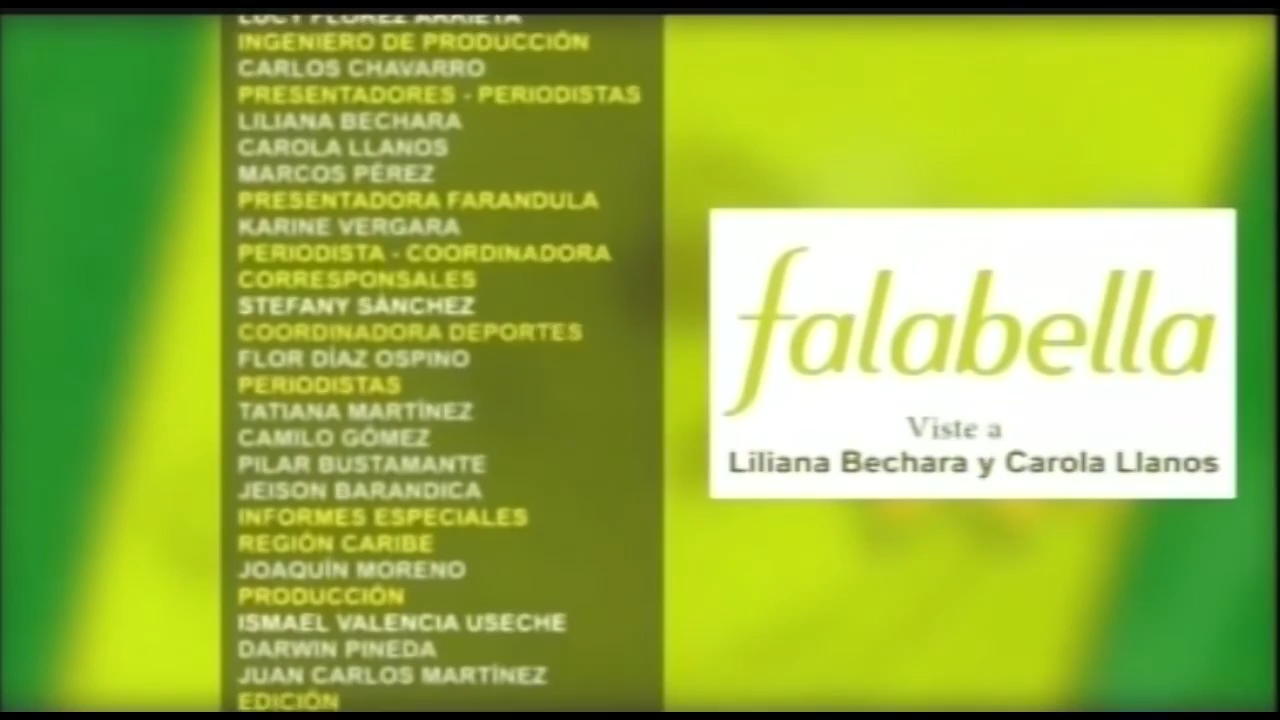 LUCY FLOREZ ARRIETA
INGENIERO DE PRODUCCIÓN
CARLOS CHAVARRO
PRESENTADORES - PERIODISTAS
LILIANA BECHARA
CAROLA LLANOS
MARCOS PÉREZ
PRESENTADORA FARANDULA
KARINE VERGARA
PERIODISTA - COORDINADORA
CORRESPONSALES
STEFANY SÁNCHEZ
COORDINADORA DEPORTES
FLOR DÍAZ OSPINO
PERIODISTAS
TATIANA MARTÍNEZ
CAMILO GÓMEZ
PILAR BUSTAMANTE
JEISON BARANDICA
INFORMES ESPECIALES
REGIÓN CARIBE
JOAQUÍN MORENO
PRODUCCIÓN
ISMAEL VALENCIA USECHE
DARWIN PINEDA
JUAN CARLOS MARTÍNEZ
EDICIÓN
falabella
Viste a
Liliana Bechara y Carola Llanos